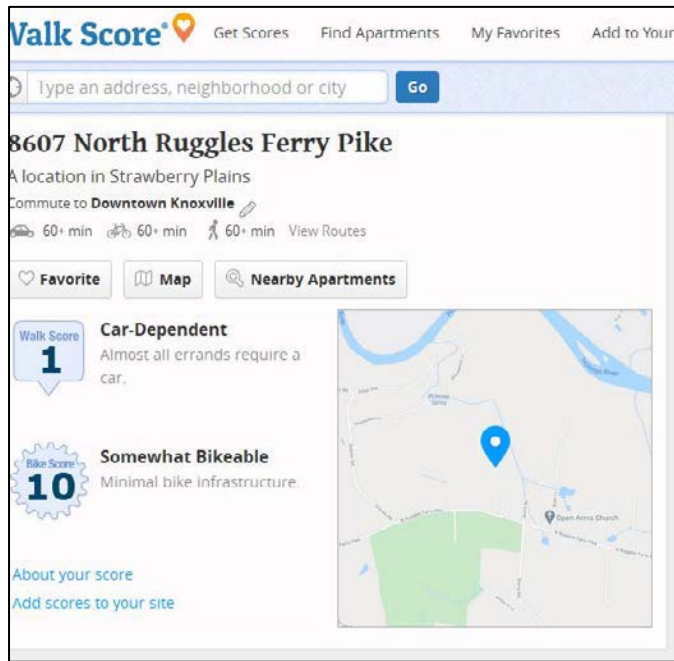 Walk Score®
Get Scores
Find Apartments
My Favorites
Add to Your
Type an address, neighborhood or city
Go
8607 North Ruggles Ferry Pike
A location in Strawberry Plains
Commute to Downtown Knoxville
60+ min 60+ min 60+ min View Routes
Favorite
Map
Nearby Apartments
Walk Score
1
Car-Dependent
Almost all errands require a
car.
Bike Score
10
Somewhat Bikeable
Minimal bike infrastructure
Open Arms Church
About your score
Add scores to your site